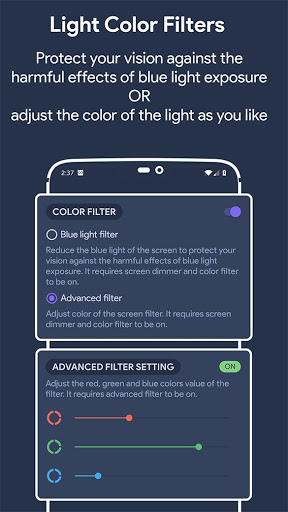 Light Color Filters
Protect your vision against the
harmful effects of blue light exposure
OR
adjust the color of the light as you like
2:37
COLOR FILTER
Blue light filter
Reduce the blue light of the screen to protect your
vision against the harmful effects of blue light
exposure. It requires screen dimmer and color filter
to be on.
Advanced filter
Adjust color of the screen filter. It requires screen
dimmer and color filter to be on.
ADVANCED FILTER SETTING
ON
Adjust the red, green and blue colors value of the
filter. It requires advanced filter to be on.